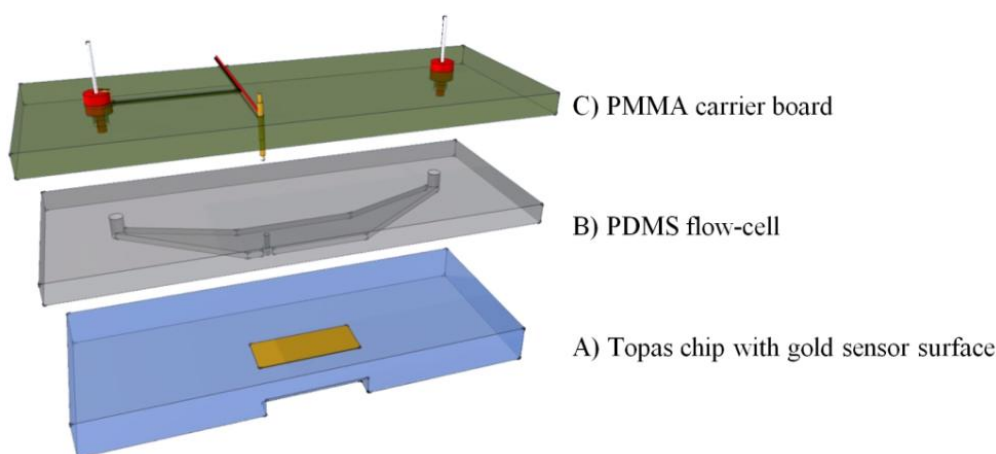 C) PMMA carrier board
B) PDMS flow-cell
A) Topas chip with gold sensor surface